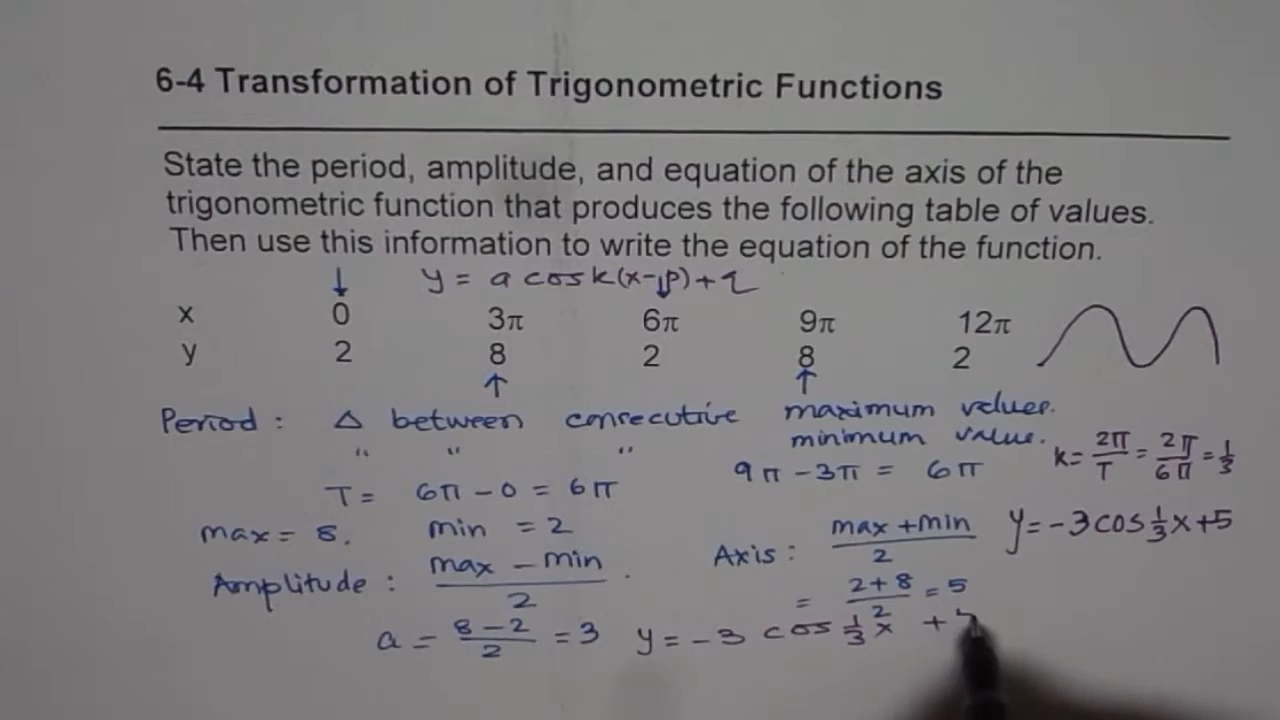 6-4 Transformation of Trigonometric Functions
State the period, amplitude, and equation of the axis of the
trigonometric function that produces the following table of values.
Then use this information to write the equation of the function.
↓ y = a cos k(x-p) + q ↓
x 0 3π 6π 9π 12π
y 2 8 2 8 2
↑ ↑
Period : Δ between consecutive maximum values.
" " " minimum value.
T = 6π - 0 = 6π
9π - 3π = 6π
k = 2π/T = 2π/6π = 1/3
max = 8. min = 2
Amplitude : (max - min)/2 .
a = (8 - 2)/2 = 3
Axis : (max + min)/2
= (2 + 8)/2 = 5
y = -3 cos 1/3 x + 5
y = -3 cos 1/3 x +